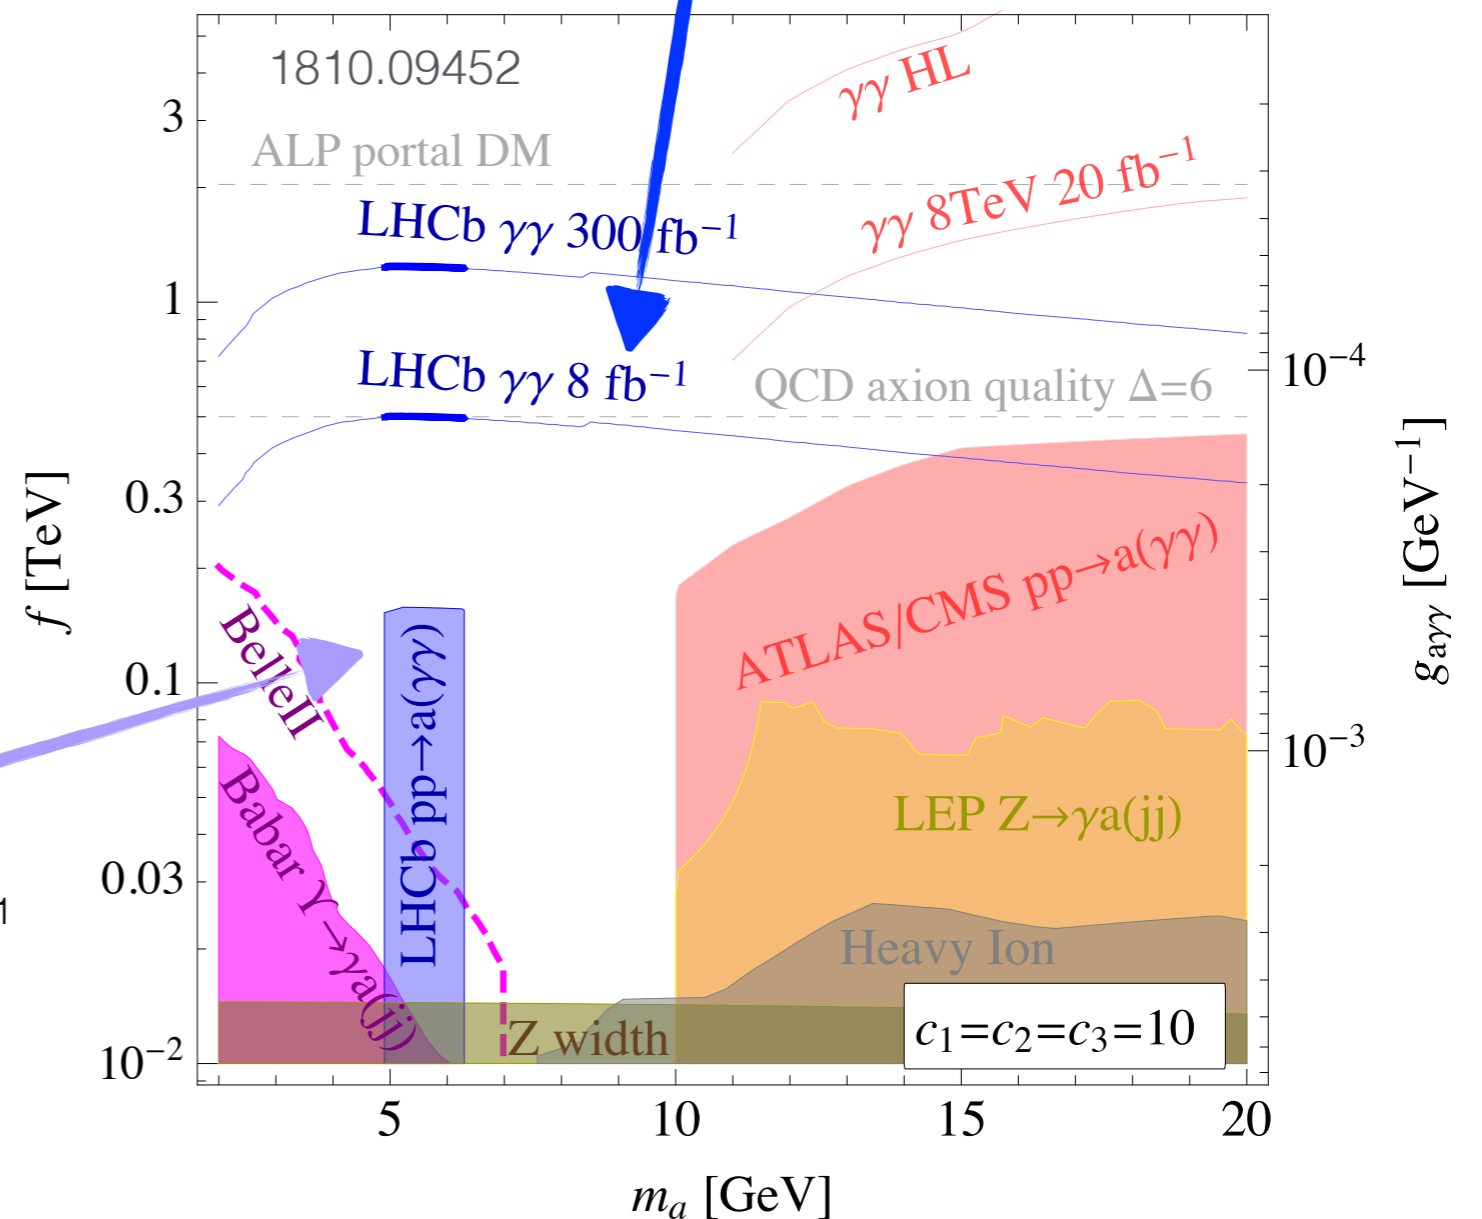 1810.09452
γγ HL
ALP portal DM
γγ 8TeV 20 fb⁻¹
LHCb γγ 300 fb⁻¹
LHCb γγ 8 fb⁻¹
QCD axion quality Δ=6
ATLAS/CMS pp→a(γγ)
BelleII
LHCb pp→a(γγ)
Babar ϒ→γa(jj)
LEP Z→γa(jj)
Heavy Ion
Z width
c₁=c₂=c₃=10
f [TeV]
3
1
0.3
0.1
0.03
10⁻²
1
gₐγγ [GeV⁻¹]
10⁻⁴
10⁻³
5 10 15 20
mₐ [GeV]